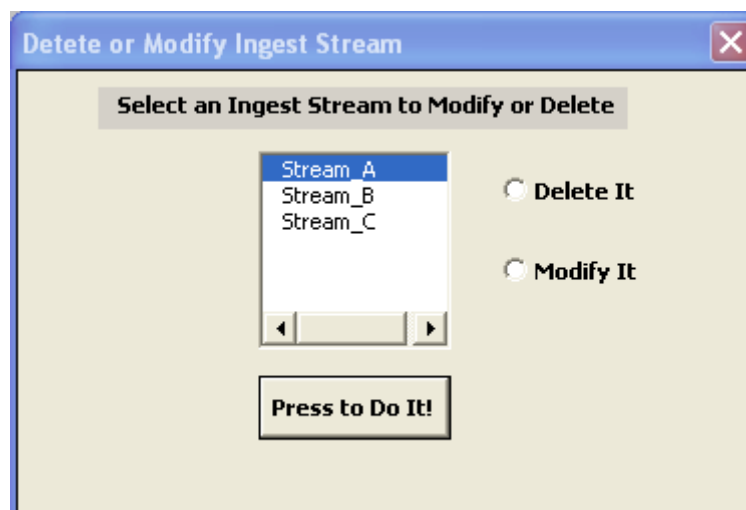 Detete or Modify Ingest Stream
Select an Ingest Stream to Modify or Delete
Stream_A
Stream_B
Stream_C
Delete It
Modify It
Press to Do It!